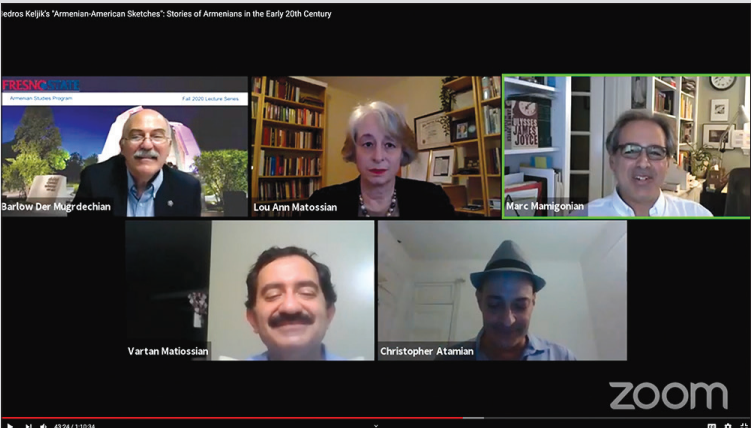 Bedros Keljik's "Armenian-American Sketches": Stories of Armenians in the Early 20th Century
FRESNO STATE
Armenian Studies Program
Fall 2020 Lecture Series
Barlow Der Mugrdechian
Lou Ann Matossian
ULYSSES
JAMES
JOYCE
Marc Mamigonian
Vartan Matiossian
Christopher Atamian
zoom
43:24 / 1:10:34